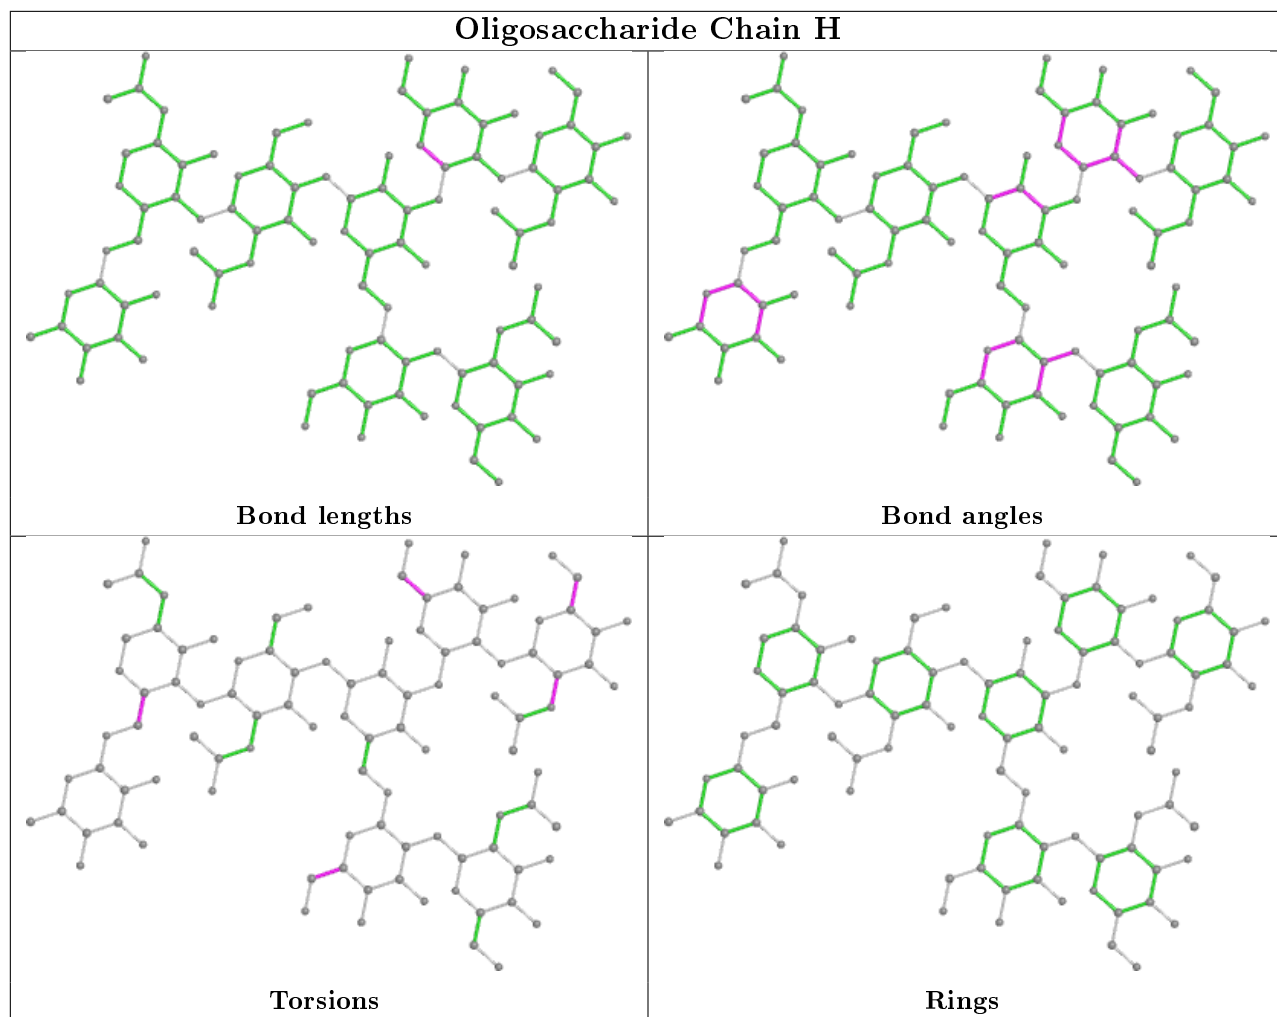 Oligosaccharide Chain H
Bond lengths
Bond angles
Torsions
Rings